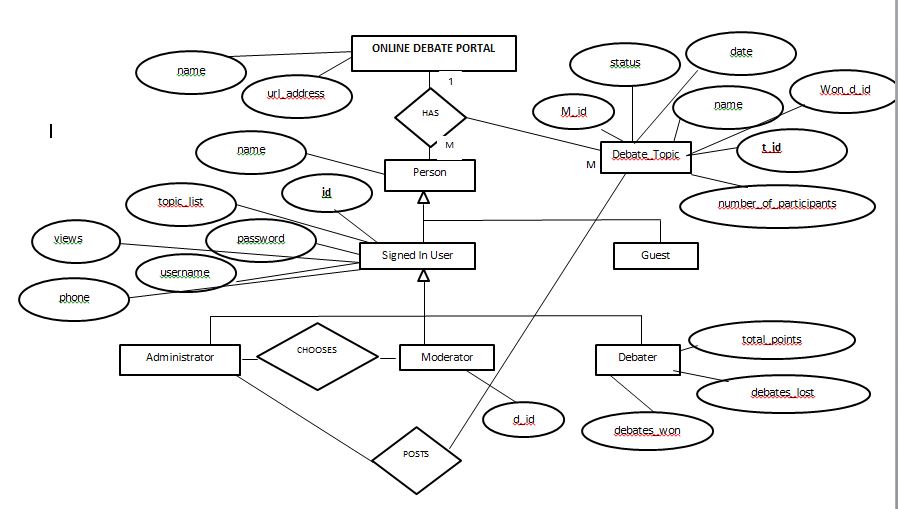 ONLINE DEBATE PORTAL
name
url_address
1
HAS
M
status
date
Won_d_id
M_id
name
t_id
Debate_Topic
M
number_of_participants
name
Person
id
topic_list
views
password
username
phone
Signed In User
Guest
Administrator
CHOOSES
Moderator
Debater
total_points
debates_lost
debates_won
d_id
POSTS